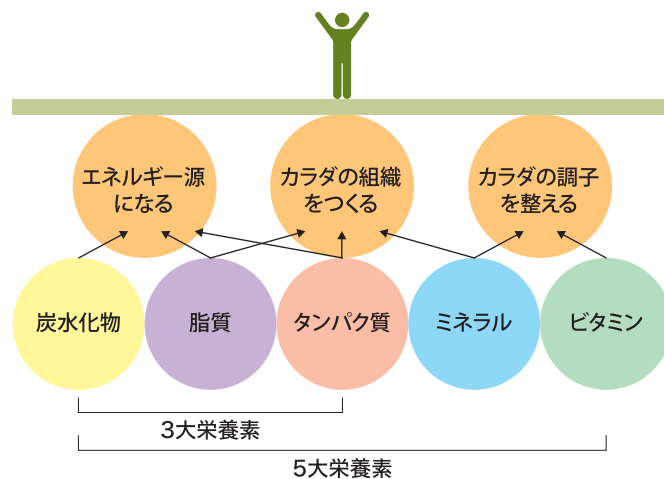 エネルギー源
になる
カラダの組織
をつくる
カラダの調子
を整える
炭水化物
脂質
タンパク質
ミネラル
ビタミン
3大栄養素
5大栄養素